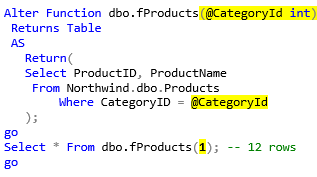 Alter Function dbo.fProducts(@CategoryId int)
Returns Table
AS
Return(
Select ProductID, ProductName
From Northwind.dbo.Products
Where CategoryID = @CategoryId
);
go
Select * From dbo.fProducts(1); -- 12 rows
go